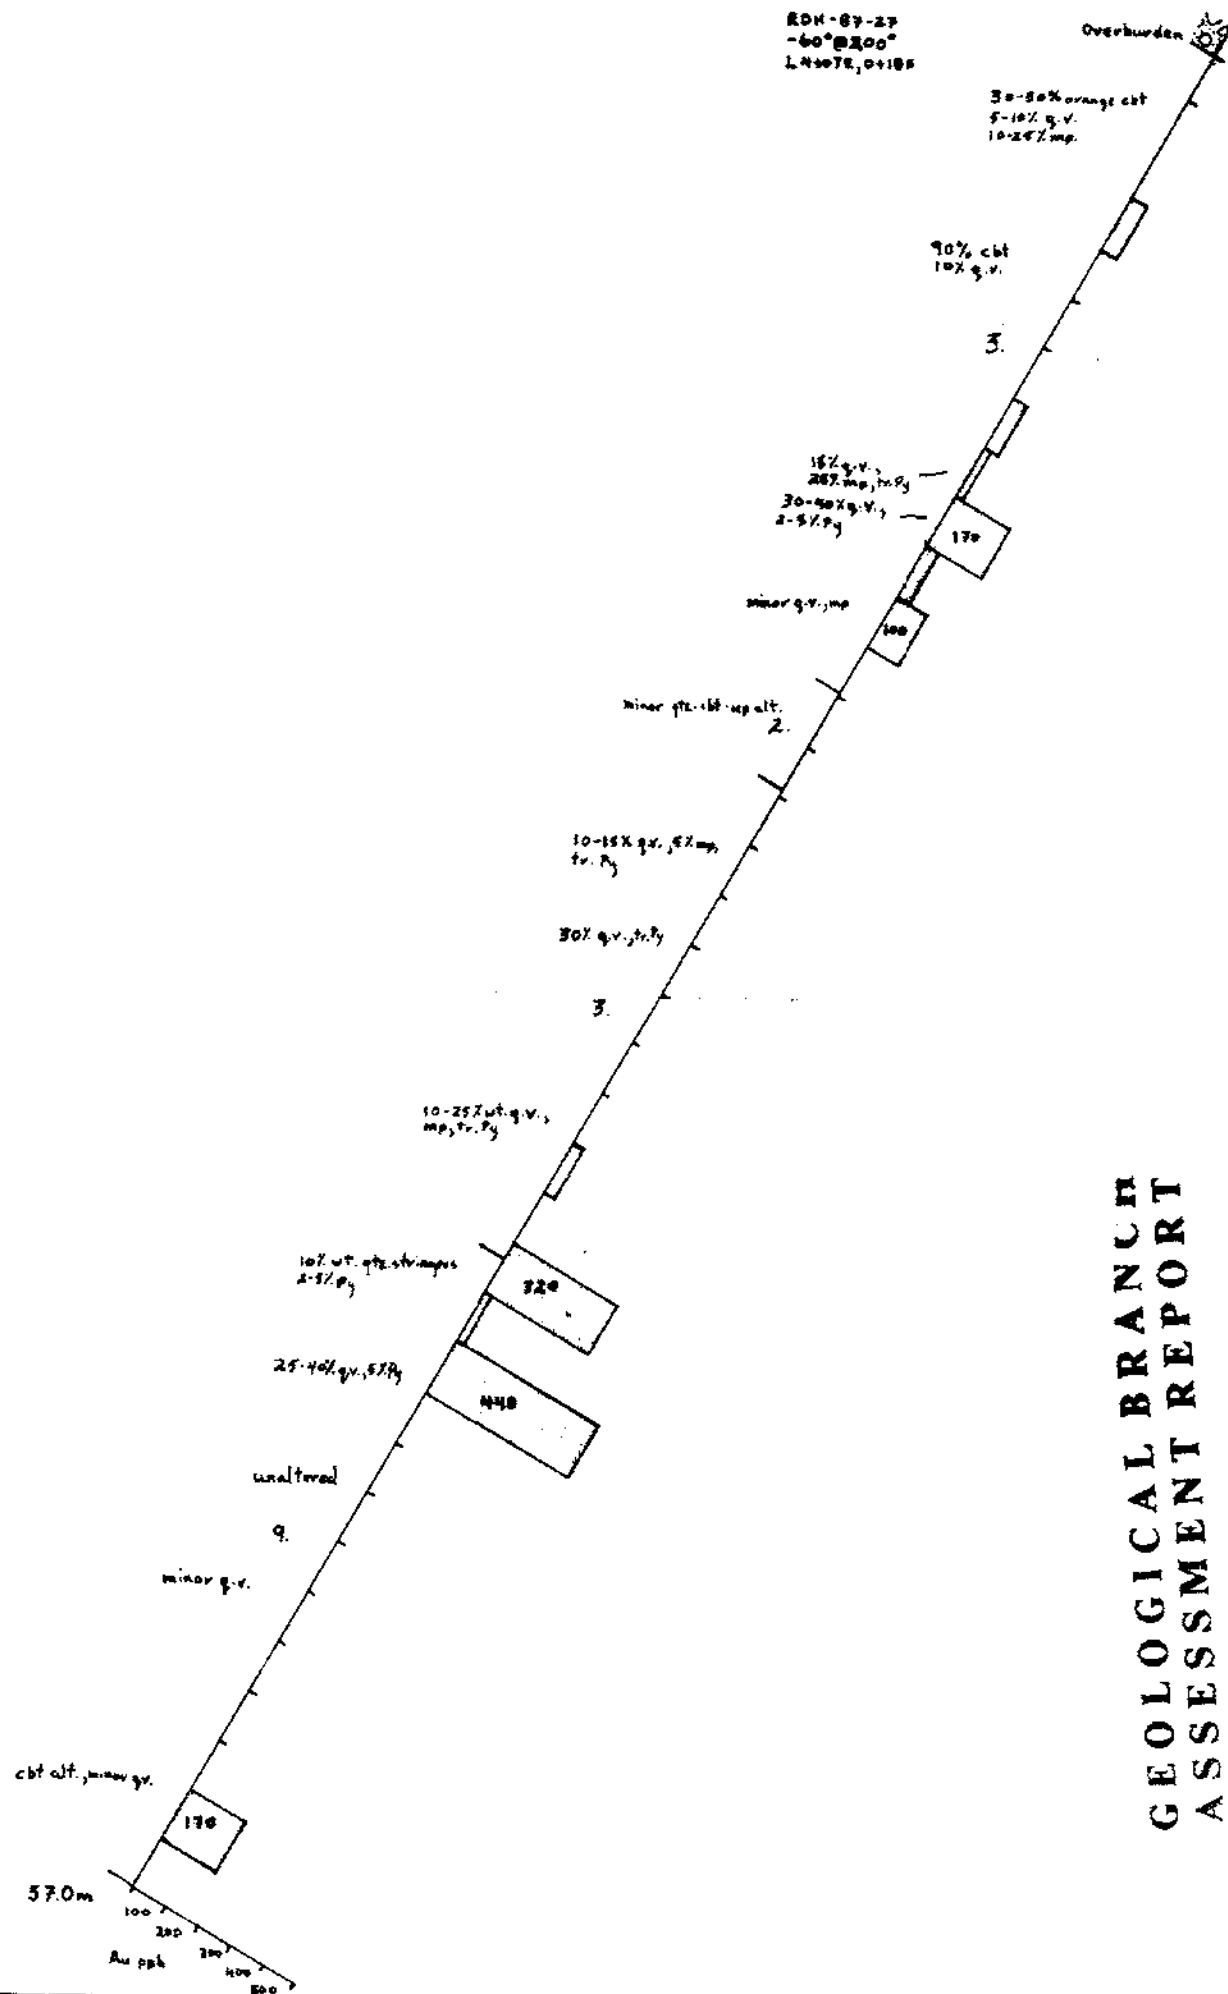 RDH-87-27
-60° @ 200°
Overburden
30-50% orange cbt
5-10% q.v.
10-25% mp.
90% cbt
10% q.v.
3.
15% q.v.,
25% mp, tr. Py
30-40% q.v.,
2-5% Py
170
minor q.v., mp
100
minor qtz-cbt-sep alt.
2.
10-15% q.v., 5% mp,
tr. Py
30% q.v., tr. Py
3.
10-25% wt. q.v.,
mp, tr. Py
10% wt. qtz. stringers
2-3% Py
320
25-40% q.v., 5% Py
440
unaltered
9.
minor q.v.
cbt alt., minor q.v.
170
57.0m
100
200
300
400
500
Au ppb
GEOLOGICAL BRANCH
ASSESSMENT REPORT